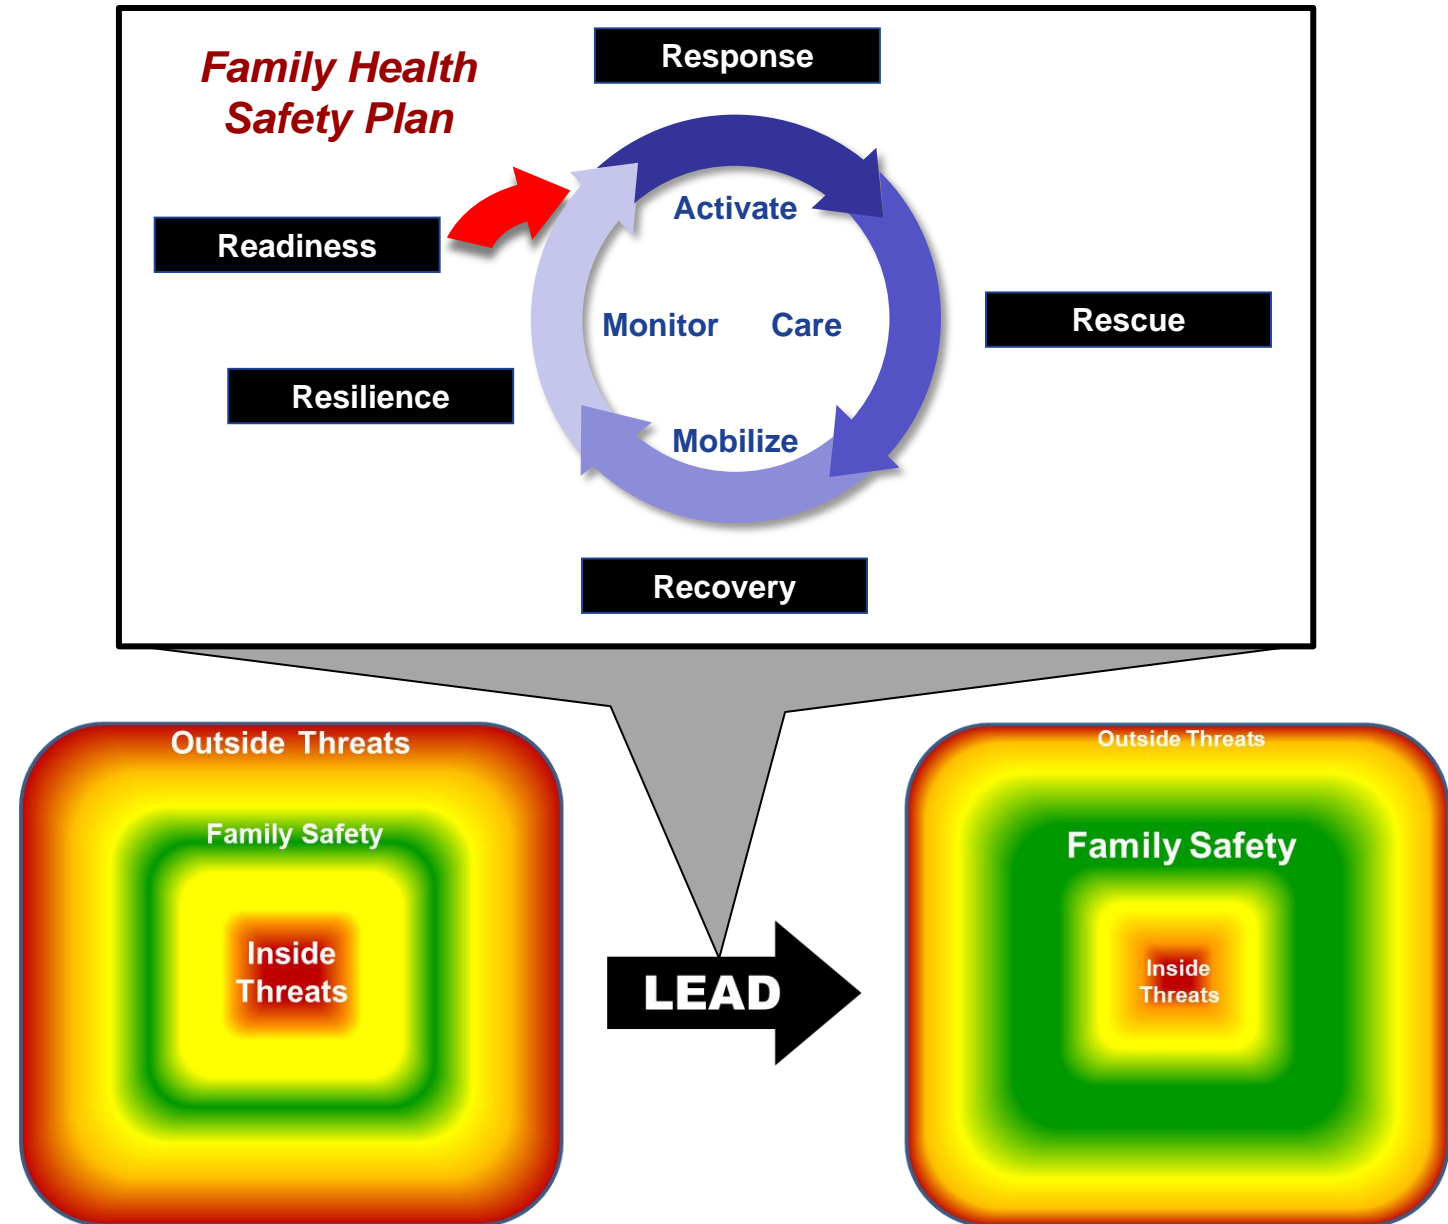 Family Health
Safety Plan
Response
Readiness
Activate
Monitor
Care
Rescue
Resilience
Mobilize
Recovery
Outside Threats
Family Safety
Inside
Threats
LEAD
Outside Threats
Family Safety
Inside
Threats